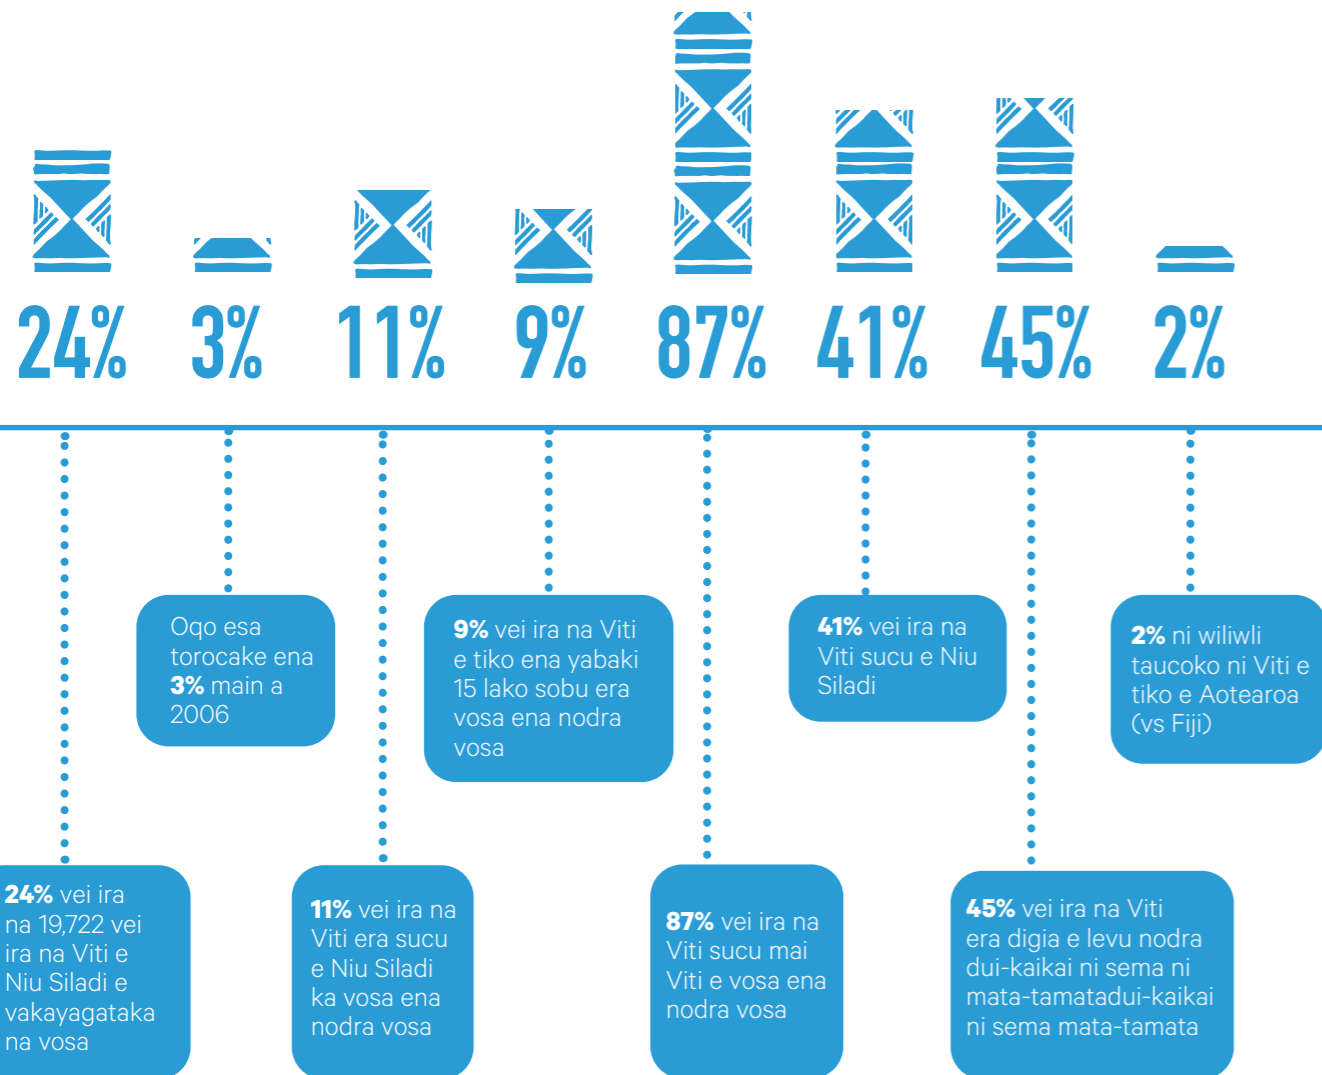 24%
3%
11%
9%
87%
41%
45%
2%
Oqo esa
torocake ena
3% main a
2006
9% vei ira na Viti
e tiko ena yabaki
15 lako sobu era
vosa ena nodra
vosa
41% vei ira na
Viti sucu e Niu
Siladi
2% ni wiliwli
taucoko ni Viti e
tiko e Aotearoa
(vs Fiji)
24% vei ira
na 19,722 vei
ira na Viti e
Niu Siladi e
vakayagataka
na vosa
11% vei ira na
Viti era sucu
e Niu Siladi
ka vosa ena
nodra vosa
87% vei ira na
Viti sucu mai
Viti e vosa ena
nodra vosa
45% vei ira na Viti
era digia e levu nodra
dui-kaikai ni sema ni
mata-tamatadui-kaikai
ni sema mata-tamata